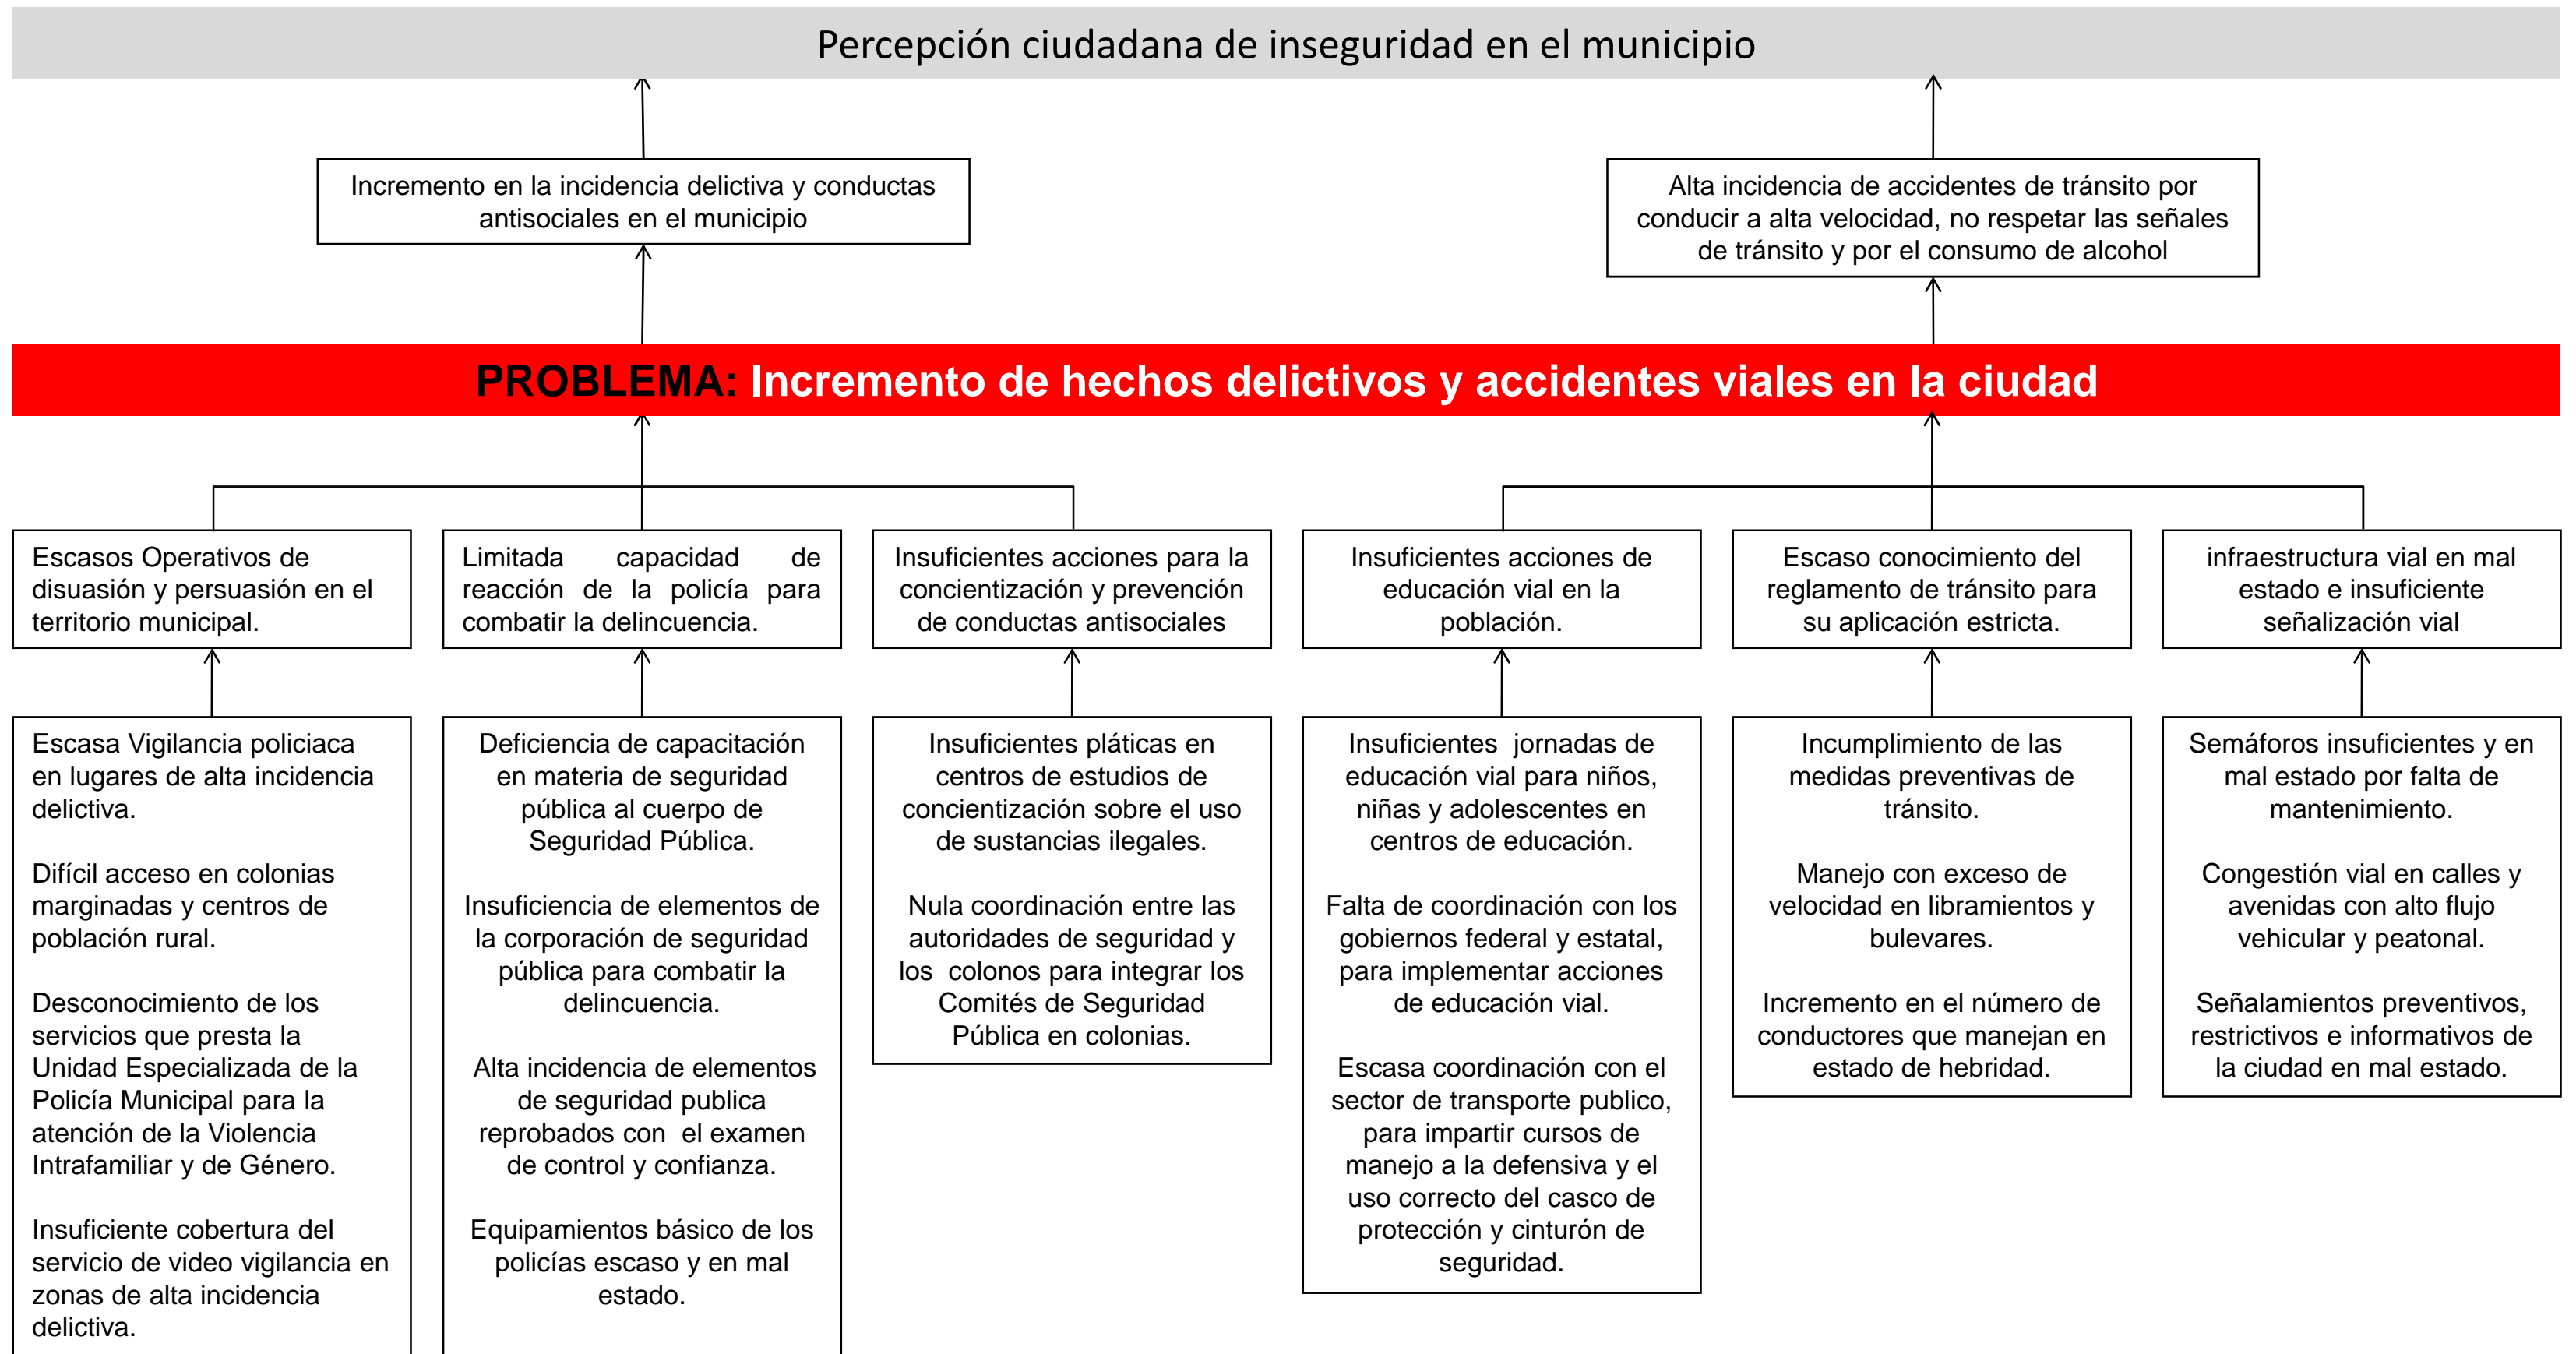 Percepción ciudadana de inseguridad en el municipio
Incremento en la incidencia delictiva y conductas
antisociales en el municipio
Alta incidencia de accidentes de tránsito por
conducir a alta velocidad, no respetar las señales
de tránsito y por el consumo de alcohol
PROBLEMA: Incremento de hechos delictivos y accidentes viales en la ciudad
Escasos Operativos de
disuasión y persuasión en el
territorio municipal.
Limitada capacidad de
reacción de la policía para
combatir la delincuencia.
Insuficientes acciones para la
concientización y prevención
de conductas antisociales
Insuficientes acciones de
educación vial en la
población.
Escaso conocimiento del
reglamento de tránsito para
su aplicación estricta.
infraestructura vial en mal
estado e insuficiente
señalización vial
Escasa Vigilancia policiaca
en lugares de alta incidencia
delictiva.
Difícil acceso en colonias
marginadas y centros de
población rural.
Desconocimiento de los
servicios que presta la
Unidad Especializada de la
Policía Municipal para la
atención de la Violencia
Intrafamiliar y de Género.
Insuficiente cobertura del
servicio de video vigilancia en
zonas de alta incidencia
delictiva.
Deficiencia de capacitación
en materia de seguridad
pública al cuerpo de
Seguridad Pública.
Insuficiencia de elementos de
la corporación de seguridad
pública para combatir la
delincuencia.
Alta incidencia de elementos
de seguridad publica
reprobados con el examen
de control y confianza.
Equipamientos básico de los
policías escaso y en mal
estado.
Insuficientes pláticas en
centros de estudios de
concientización sobre el uso
de sustancias ilegales.
Nula coordinación entre las
autoridades de seguridad y
los colonos para integrar los
Comités de Seguridad
Pública en colonias.
Insuficientes jornadas de
educación vial para niños,
niñas y adolescentes en
centros de educación.
Falta de coordinación con los
gobiernos federal y estatal,
para implementar acciones
de educación vial.
Escasa coordinación con el
sector de transporte publico,
para impartir cursos de
manejo a la defensiva y el
uso correcto del casco de
protección y cinturón de
seguridad.
Incumplimiento de las
medidas preventivas de
tránsito.
Manejo con exceso de
velocidad en libramientos y
bulevares.
Incremento en el número de
conductores que manejan en
estado de hebridad.
Semáforos insuficientes y en
mal estado por falta de
mantenimiento.
Congestión vial en calles y
avenidas con alto flujo
vehicular y peatonal.
Señalamientos preventivos,
restrictivos e informativos de
la ciudad en mal estado.